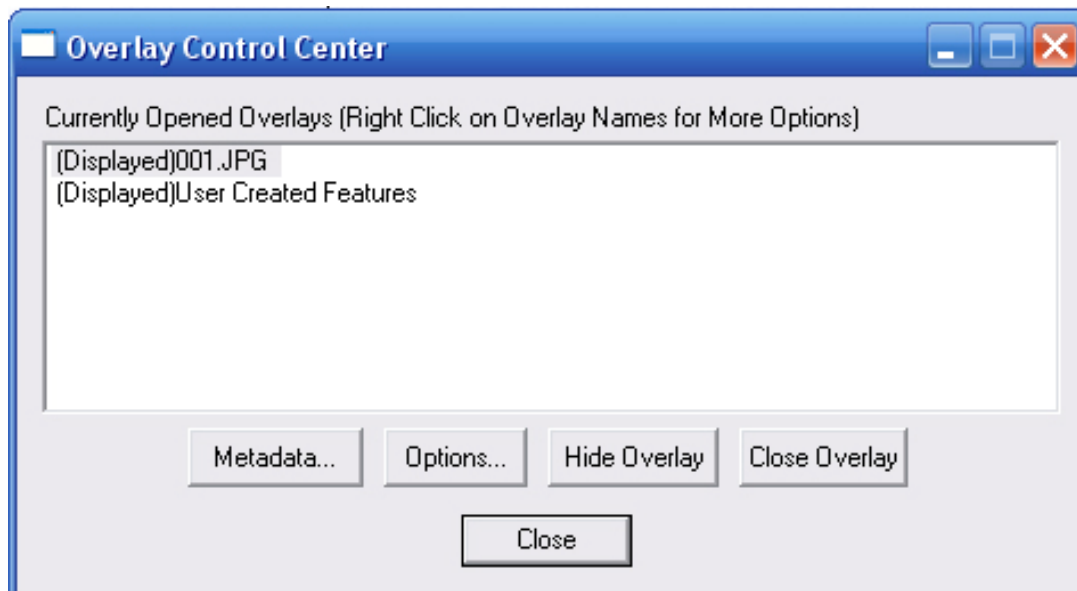 Overlay Control Center
Currently Opened Overlays (Right Click on Overlay Names for More Options)
(Displayed)001.JPG
(Displayed)User Created Features
Metadata... Options... Hide Overlay Close Overlay
Close